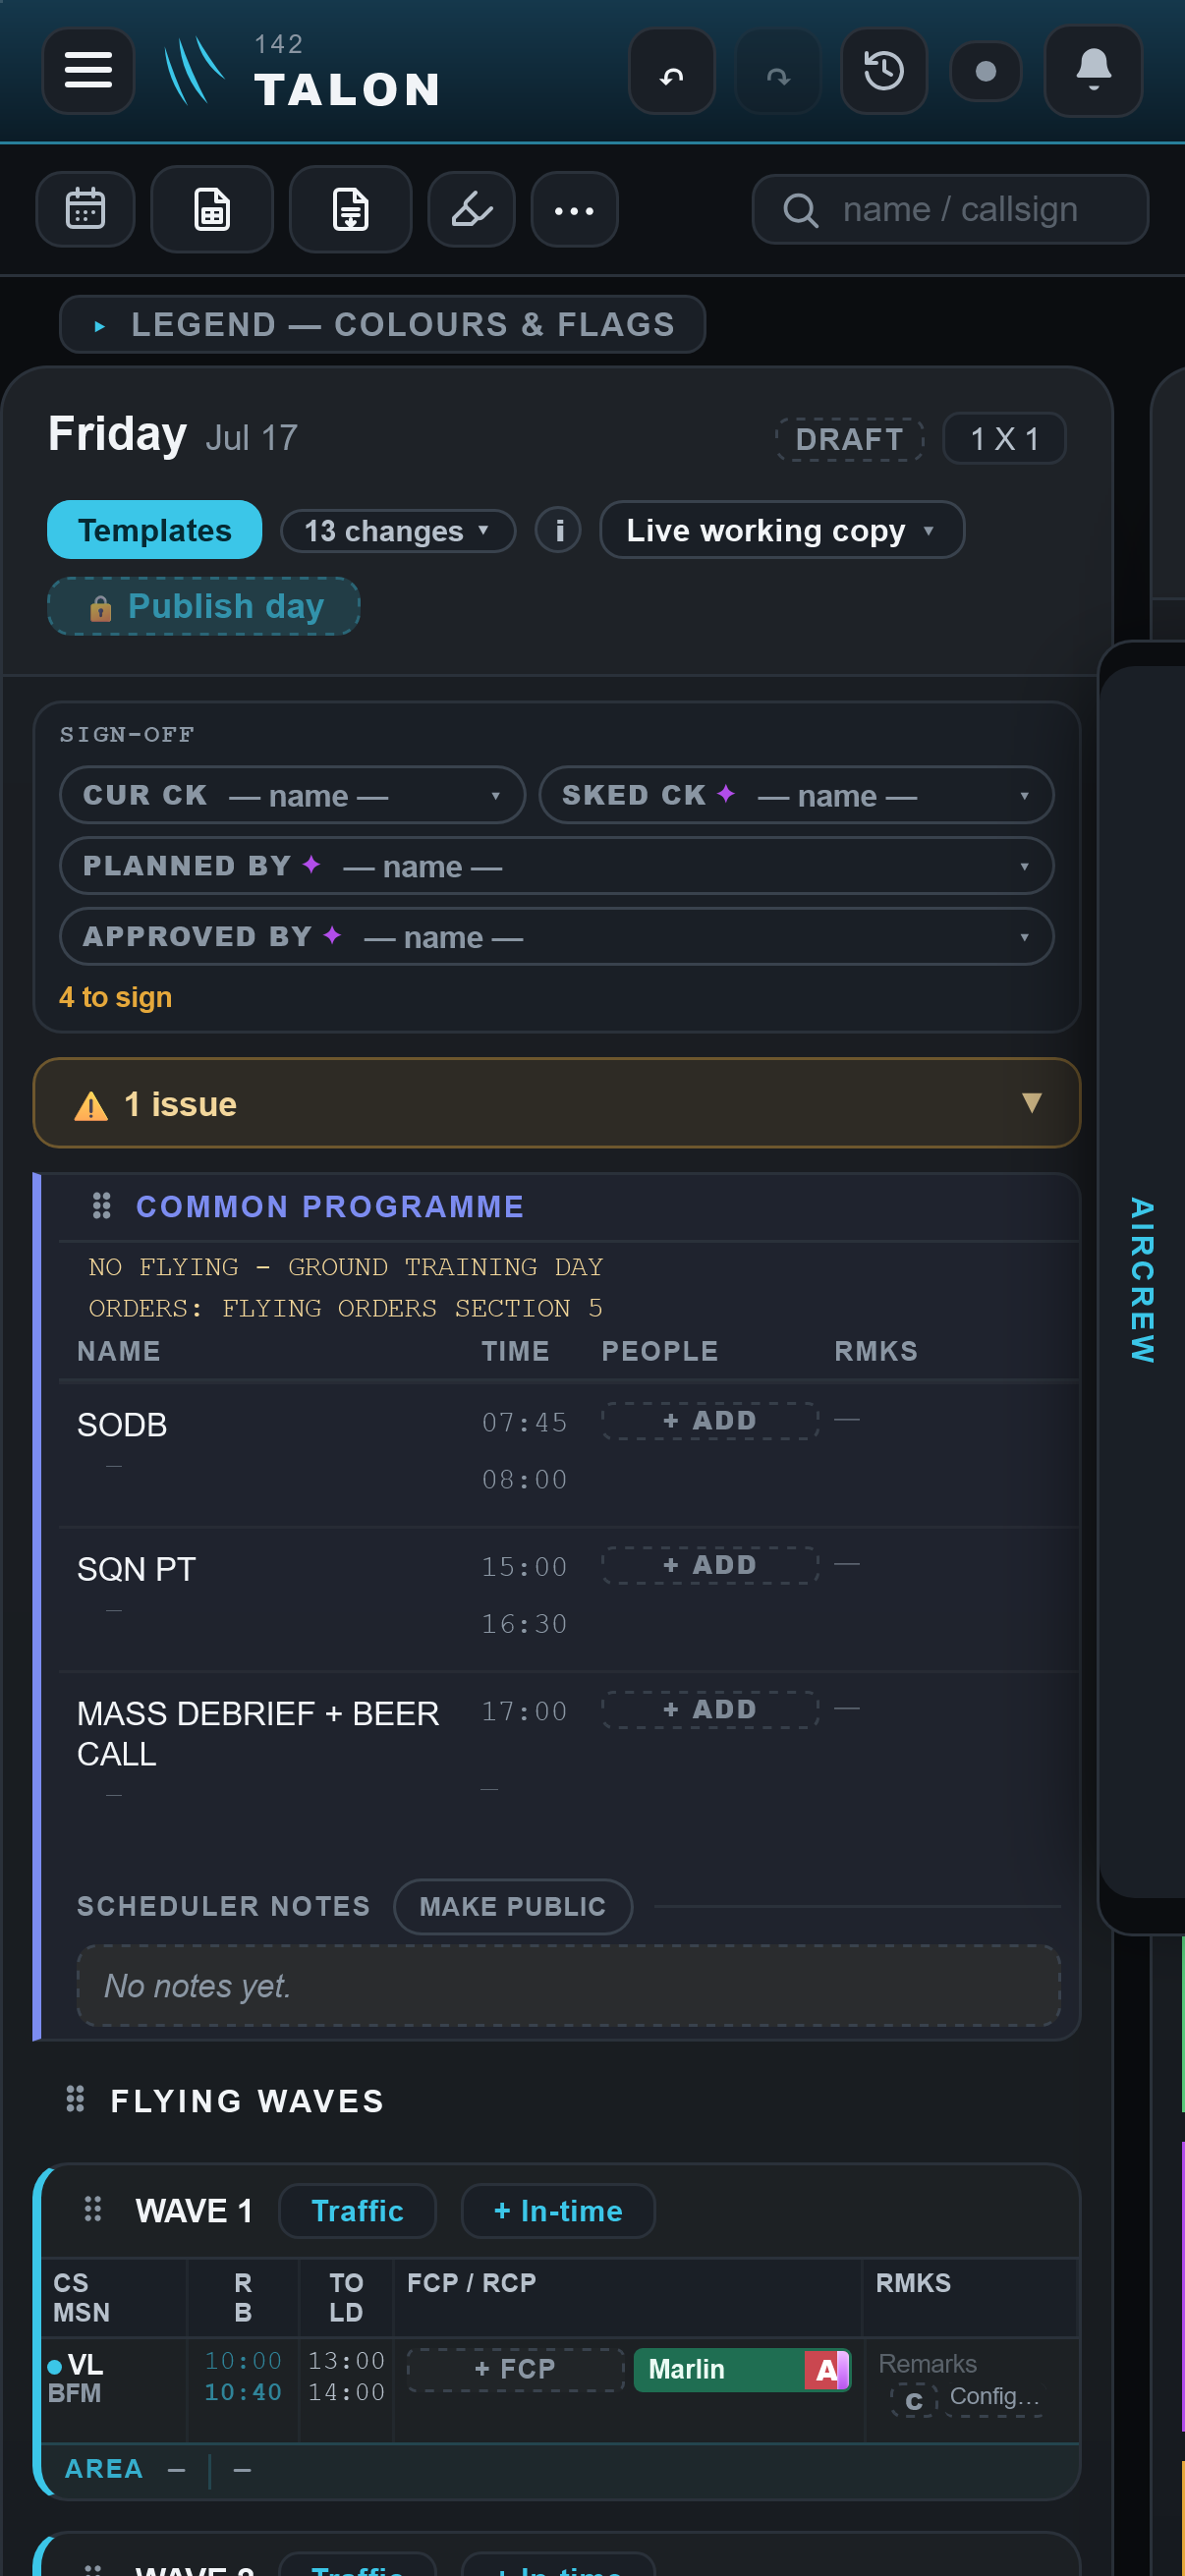 142
TALON
name / callsign
LEGEND — COLOURS & FLAGS
Friday Jul 17
DRAFT
1 X 1
Templates
13 changes
i
Live working copy
Publish day
SIGN-OFF
CUR CK — name —
SKED CK — name —
PLANNED BY — name —
APPROVED BY — name —
4 to sign
1 issue
COMMON PROGRAMME
NO FLYING - GROUND TRAINING DAY
ORDERS: FLYING ORDERS SECTION 5
NAME TIME PEOPLE RMKS
SODB 07:45 + ADD —
— 08:00
SQN PT 15:00 + ADD —
— 16:30
MASS DEBRIEF + BEER CALL 17:00 + ADD —
— —
AIRCREW
SCHEDULER NOTES MAKE PUBLIC
No notes yet.
FLYING WAVES
WAVE 1 Traffic + In-time
CS R TO FCP / RCP RMKS
MSN B LD
VL 10:00 13:00 + FCP Marlin A Remarks
BFM 10:40 14:00 C Config...
AREA — | —
WAVE 2 Traffic + In-time